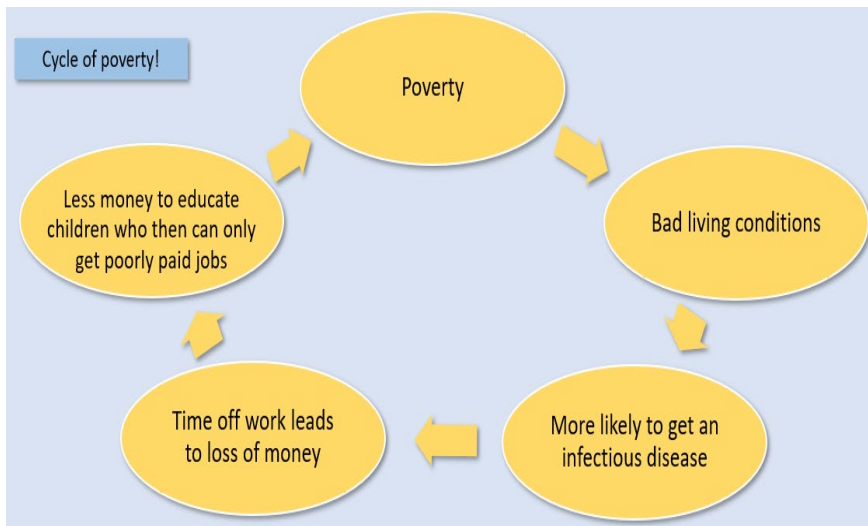 Cycle of poverty!
Poverty
Bad living conditions
More likely to get an
infectious disease
Time off work leads
to loss of money
Less money to educate
children who then can only
get poorly paid jobs